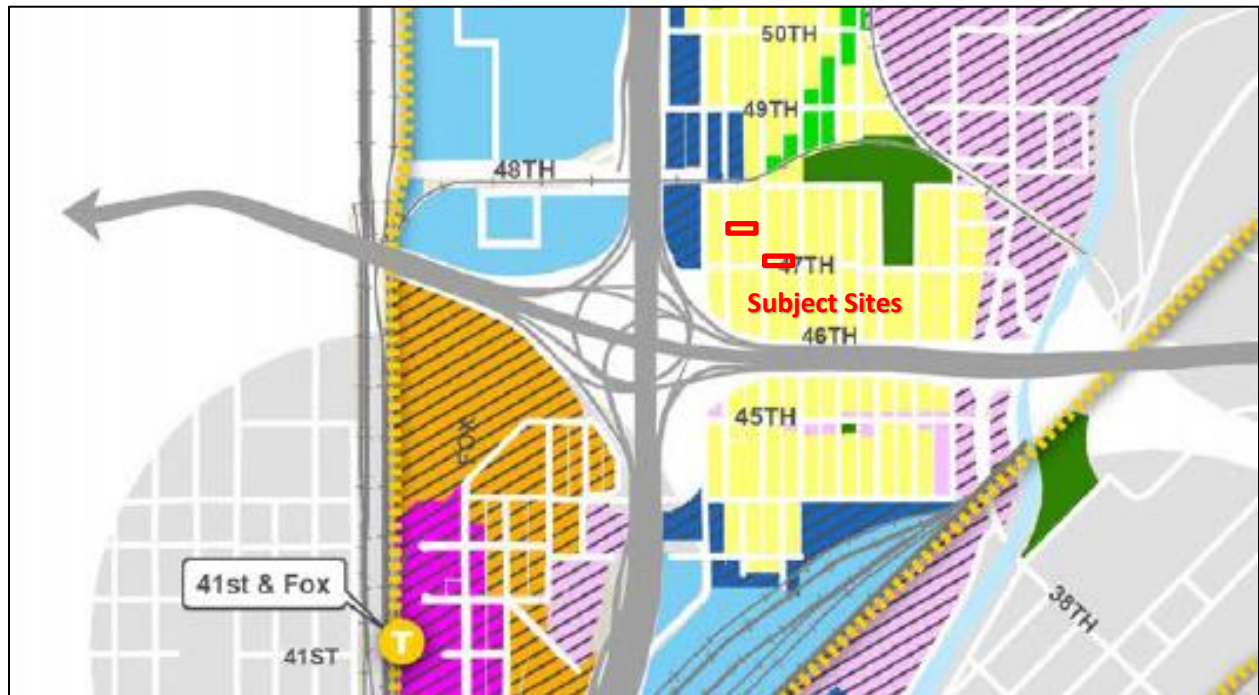 50TH
49TH
48TH
47TH
Subject Sites
46TH
45TH
FOX
41st & Fox
T
38TH
41ST